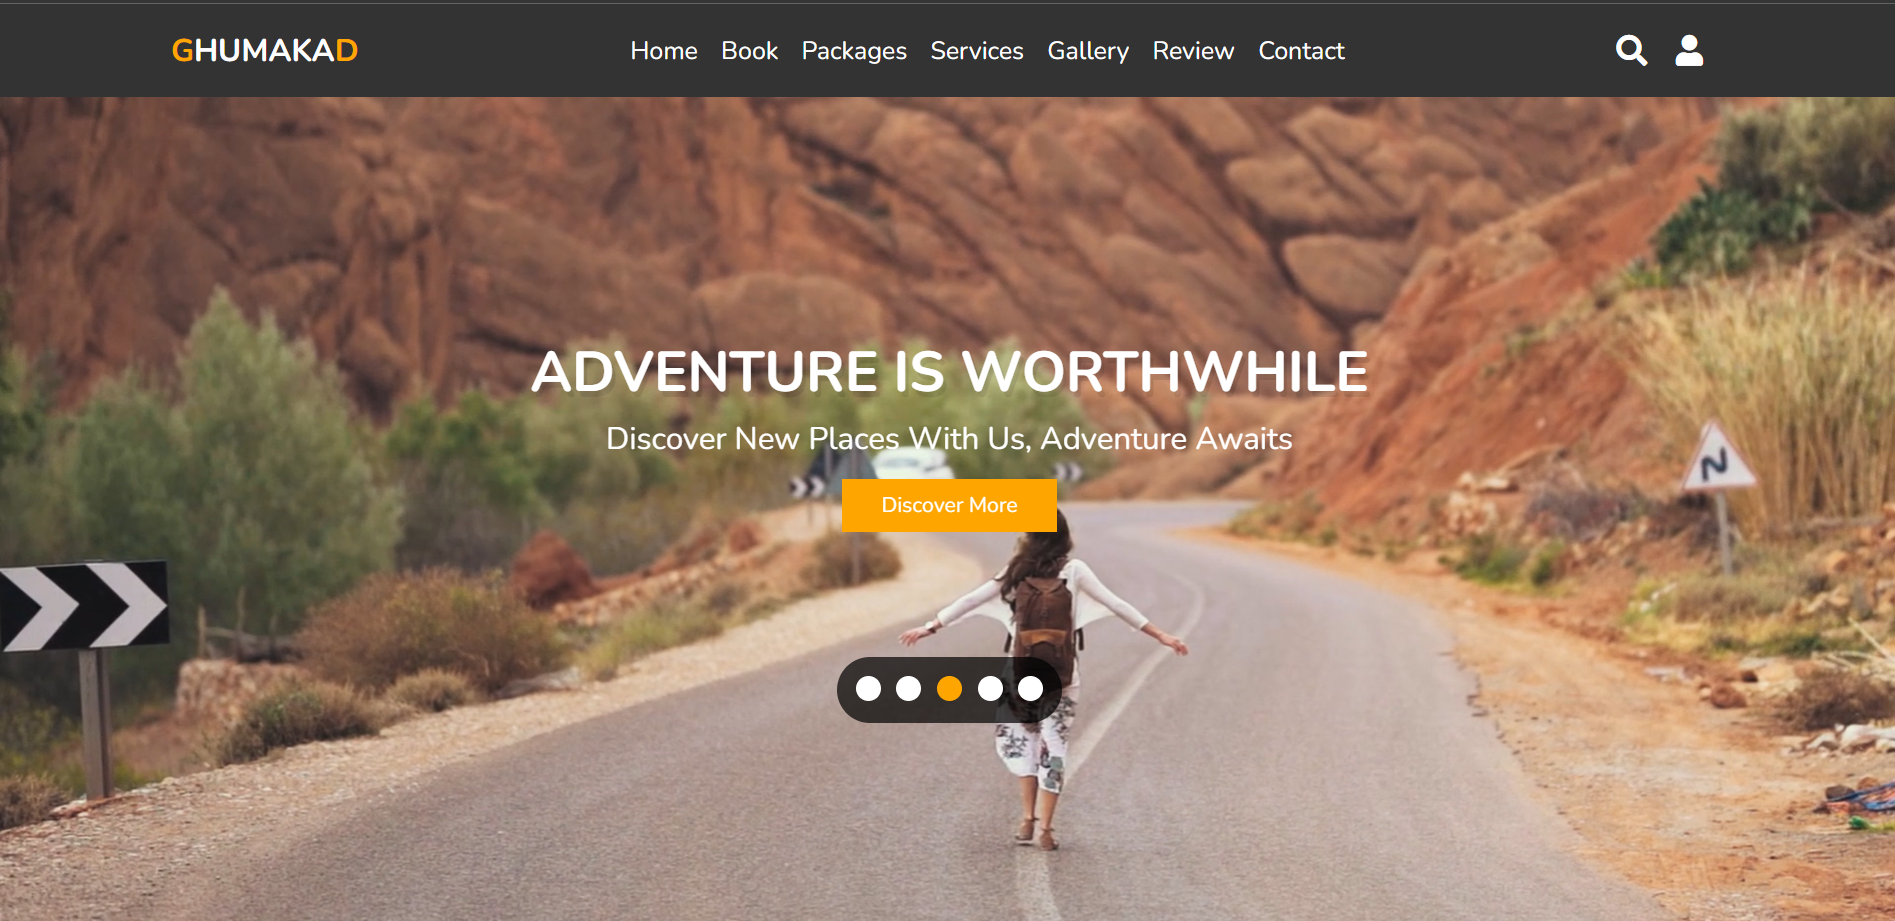 GHUMAKAD
Home Book Packages Services Gallery Review Contact
ADVENTURE IS WORTHWHILE
Discover New Places With Us, Adventure Awaits
Discover More